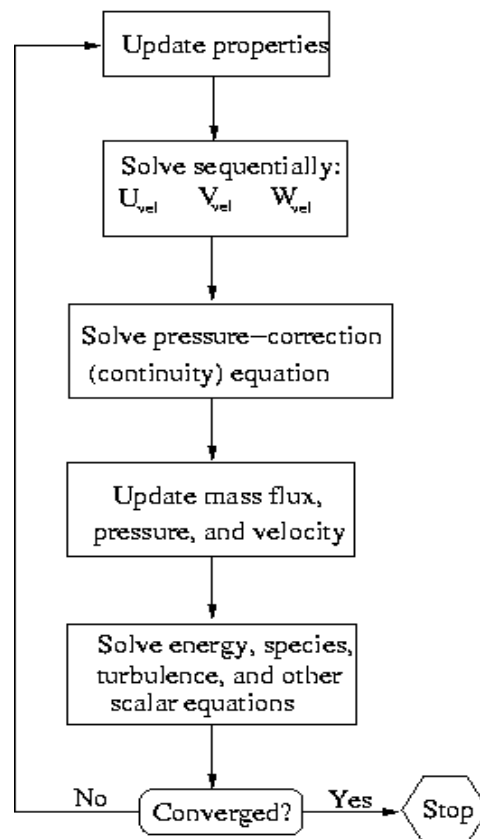 Update properties
Solve sequentially:
U_vel V_vel W_vel
Solve pressure–correction
(continuity) equation
Update mass flux,
pressure, and velocity
Solve energy, species,
turbulence, and other
scalar equations
No
Converged?
Yes
Stop